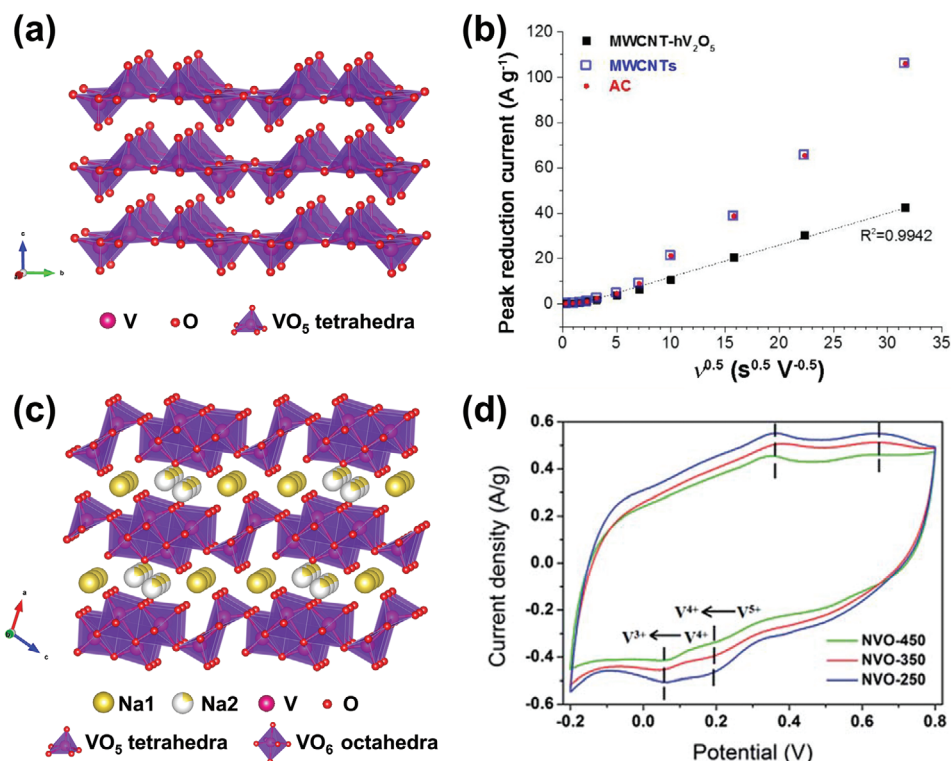 (a)
c
b
V
O
VO₅ tetrahedra
(b)
Peak reduction current (A g⁻¹)
120
100
80
60
40
20
0
MWCNT-hV₂O₅
MWCNTs
AC
R²=0.9942
0 5 10 15 20 25 30 35
ν⁰·⁵ (s⁰·⁵ V⁻⁰·⁵)
(c)
a
b
c
Na1
Na2
V
O
VO₅ tetrahedra
VO₆ octahedra
(d)
Current density (A/g)
0.6
0.4
0.2
0.0
-0.2
-0.4
-0.6
V⁴⁺ V⁵⁺
V³⁺ V⁴⁺
NVO-450
NVO-350
NVO-250
-0.2 0.0 0.2 0.4 0.6 0.8
Potential (V)